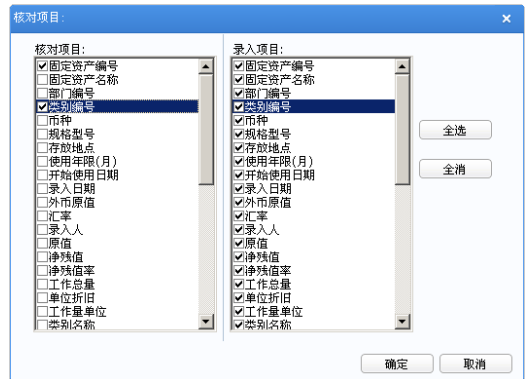 核对项目:
核对项目:
固定资产编号
固定资产名称
部门编号
类别编号
币种
规格型号
存放地点
使用年限(月)
开始使用日期
录入日期
外币原值
汇率
录入人
原值
净残值
净残值率
工作总量
单位折旧
工作量单位
类别名称
录入项目:
固定资产编号
固定资产名称
部门编号
类别编号
币种
规格型号
存放地点
使用年限(月)
开始使用日期
录入日期
外币原值
汇率
录入人
原值
净残值
净残值率
工作总量
单位折旧
工作量单位
类别名称
全选
全消
确定
取消